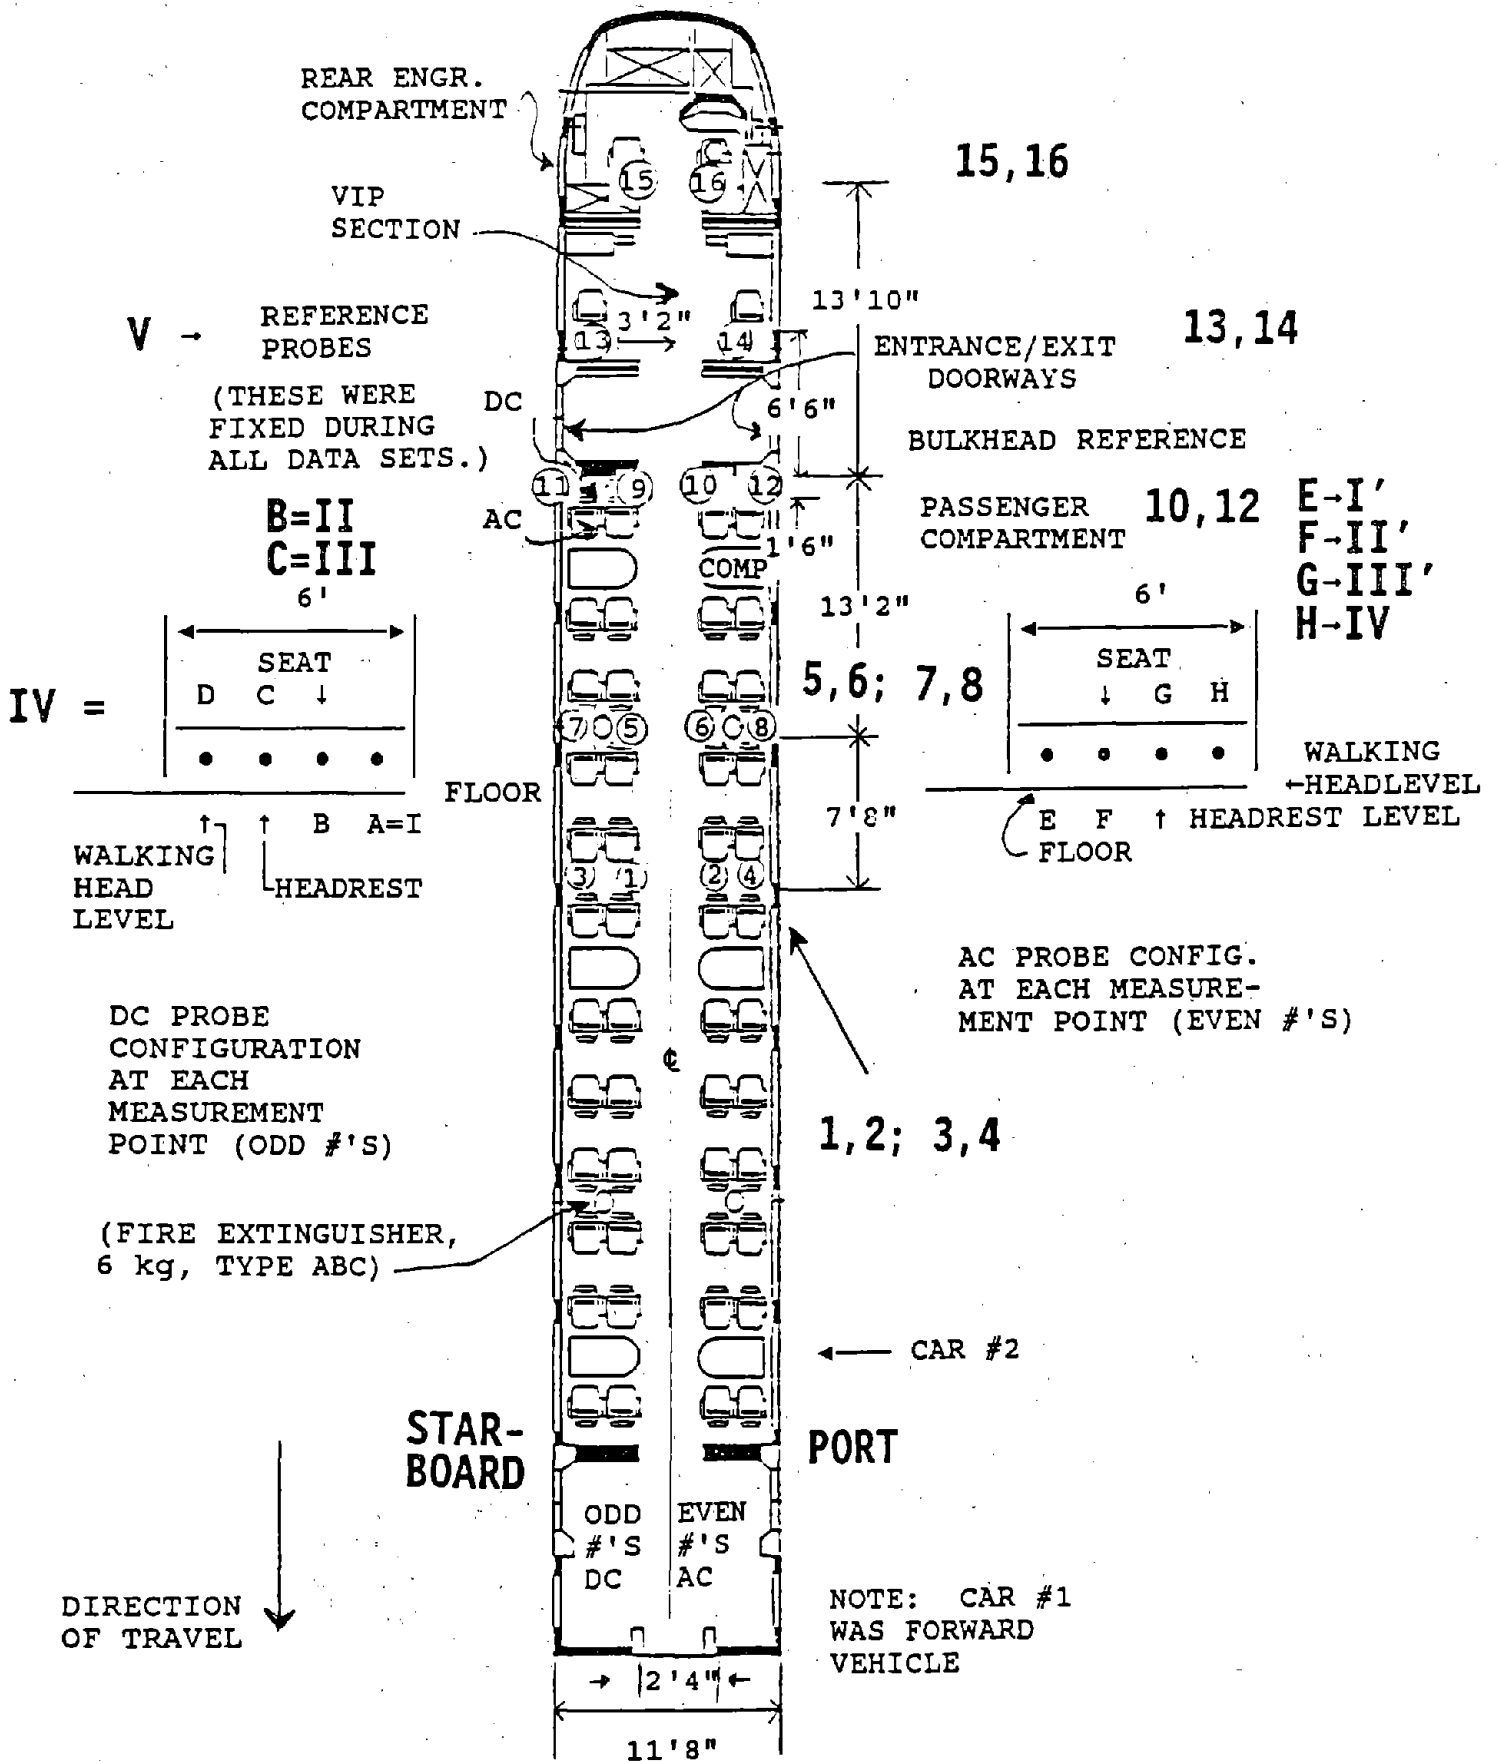 REAR ENGR.
COMPARTMENT
15
16
15,16
VIP
SECTION
13'10"
V → REFERENCE
PROBES
3'2"
13
14
13,14
ENTRANCE/EXIT
DOORWAYS
(THESE WERE
FIXED DURING
ALL DATA SETS.)
DC
6'6"
BULKHEAD REFERENCE
11
9
10
12
B=II
C=III
AC
PASSENGER
COMPARTMENT
10,12
E→I'
F→II'
G→III'
H→IV
1'6"
COMP
6'
13'2"
6'
SEAT
D C ↓
IV =
5,6; 7,8
SEAT
↓ G H
7
5
6
8
FLOOR
7'8"
WALKING
←HEADLEVEL
↑ ↑ B A=I
E F ↑ HEADREST LEVEL
FLOOR
WALKING
HEAD
LEVEL
HEADREST
3
1
2
4
AC PROBE CONFIG.
AT EACH MEASURE-
MENT POINT (EVEN #'S)
DC PROBE
CONFIGURATION
AT EACH
MEASUREMENT
POINT (ODD #'S)
℄
1,2; 3,4
(FIRE EXTINGUISHER,
6 kg, TYPE ABC)
← CAR #2
STAR-
BOARD
PORT
ODD
#'S
DC
EVEN
#'S
AC
DIRECTION
OF TRAVEL
NOTE: CAR #1
WAS FORWARD
VEHICLE
→ 2'4" ←
11'8"